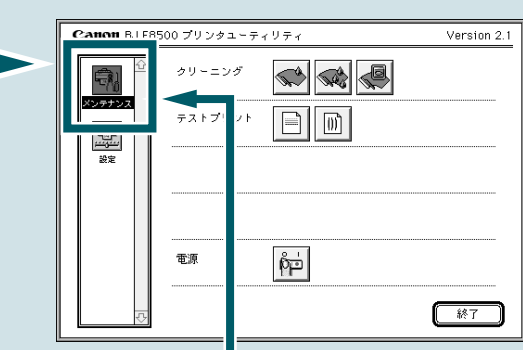 Canon BJ F8500 プリンタユーティリティ Version 2.1
メンテナンス
設定
クリーニング
テストプリント
電源
終了